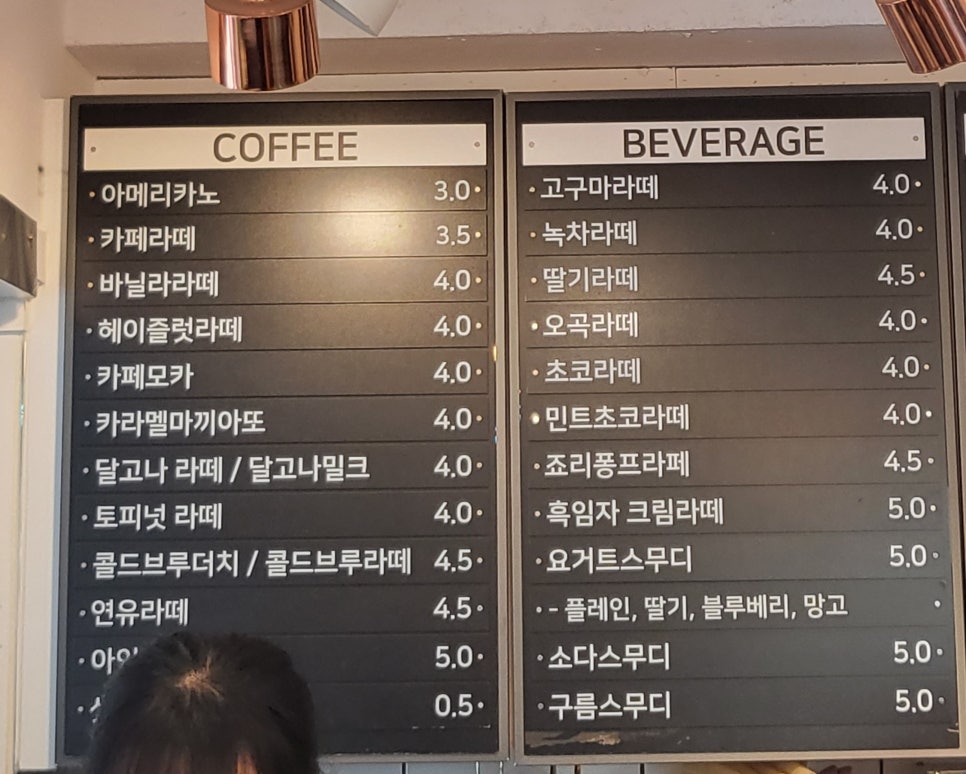 COFFEE
아메리카노 3.0
카페라떼 3.5
바닐라라떼 4.0
헤이즐럿라떼 4.0
카페모카 4.0
카라멜마끼아또 4.0
달고나 라떼 / 달고나밀크 4.0
토피넛 라떼 4.0
콜드브루더치 / 콜드브루라떼 4.5
연유라떼 4.5
5.0
0.5
BEVERAGE
고구마라떼 4.0
녹차라떼 4.0
딸기라떼 4.5
오곡라떼 4.0
초코라떼 4.0
민트초코라떼 4.0
죠리퐁프라페 4.5
흑임자 크림라떼 5.0
요거트스무디 5.0
- 플레인, 딸기, 블루베리, 망고
소다스무디 5.0
구름스무디 5.0